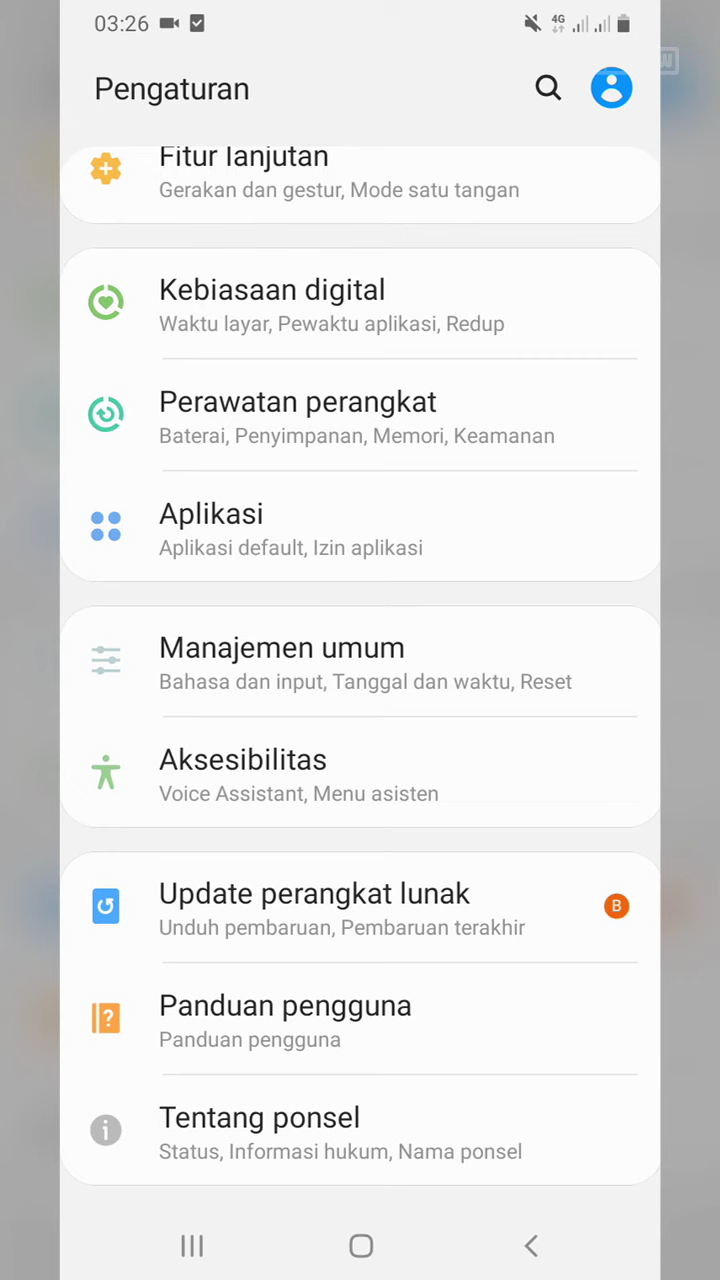 03:26
4G
W
Pengaturan
Fitur lanjutan
Gerakan dan gestur, Mode satu tangan
Kebiasaan digital
Waktu layar, Pewaktu aplikasi, Redup
Perawatan perangkat
Baterai, Penyimpanan, Memori, Keamanan
Aplikasi
Aplikasi default, Izin aplikasi
Manajemen umum
Bahasa dan input, Tanggal dan waktu, Reset
Aksesibilitas
Voice Assistant, Menu asisten
Update perangkat lunak
B
Unduh pembaruan, Pembaruan terakhir
Panduan pengguna
Panduan pengguna
Tentang ponsel
Status, Informasi hukum, Nama ponsel